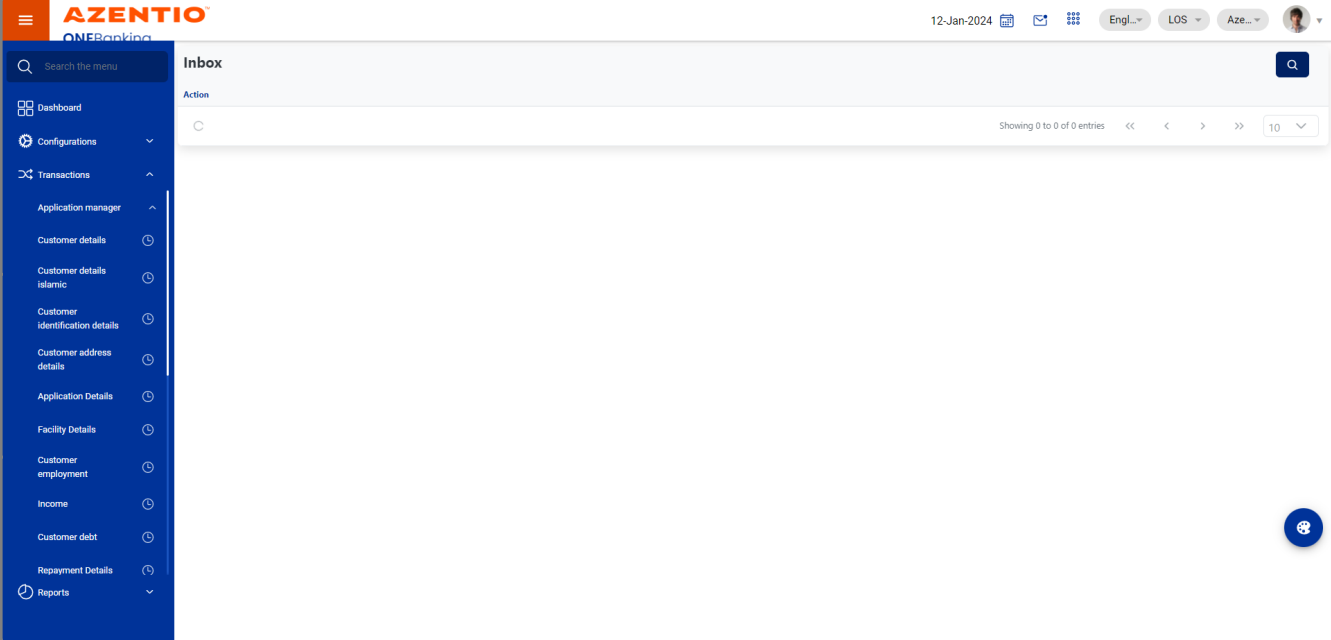 AZENTIO
ONEBanking
12-Jan-2024
Engl...
LOS
Aze...
Search the menu
Dashboard
Configurations
Transactions
Application manager
Customer details
Customer details
islamic
Customer
identification details
Customer address
details
Application Details
Facility Details
Customer
employment
Income
Customer debt
Repayment Details
Reports
Inbox
Action
Showing 0 to 0 of 0 entries
10